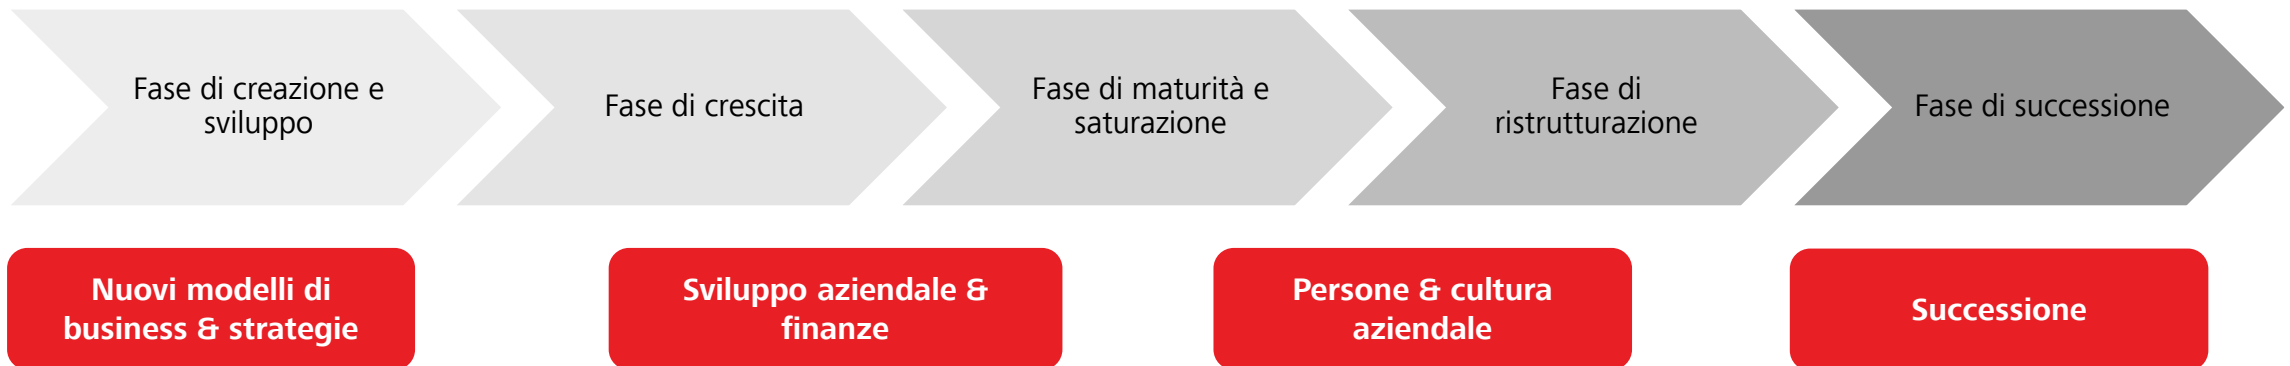 Fase di creazione e
sviluppo
Fase di crescita
Fase di maturità e
saturazione
Fase di
ristrutturazione
Fase di successione
Nuovi modelli di
business & strategie
Sviluppo aziendale &
finanze
Persone & cultura
aziendale
Successione